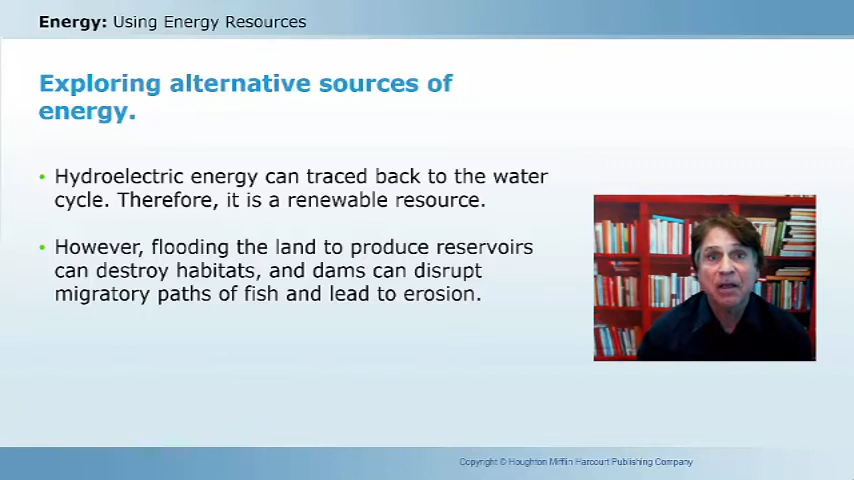 Energy: Using Energy Resources
Exploring alternative sources of
energy.
• Hydroelectric energy can traced back to the water
cycle. Therefore, it is a renewable resource.
• However, flooding the land to produce reservoirs
can destroy habitats, and dams can disrupt
migratory paths of fish and lead to erosion.
Copyright © Houghton Mifflin Harcourt Publishing Company